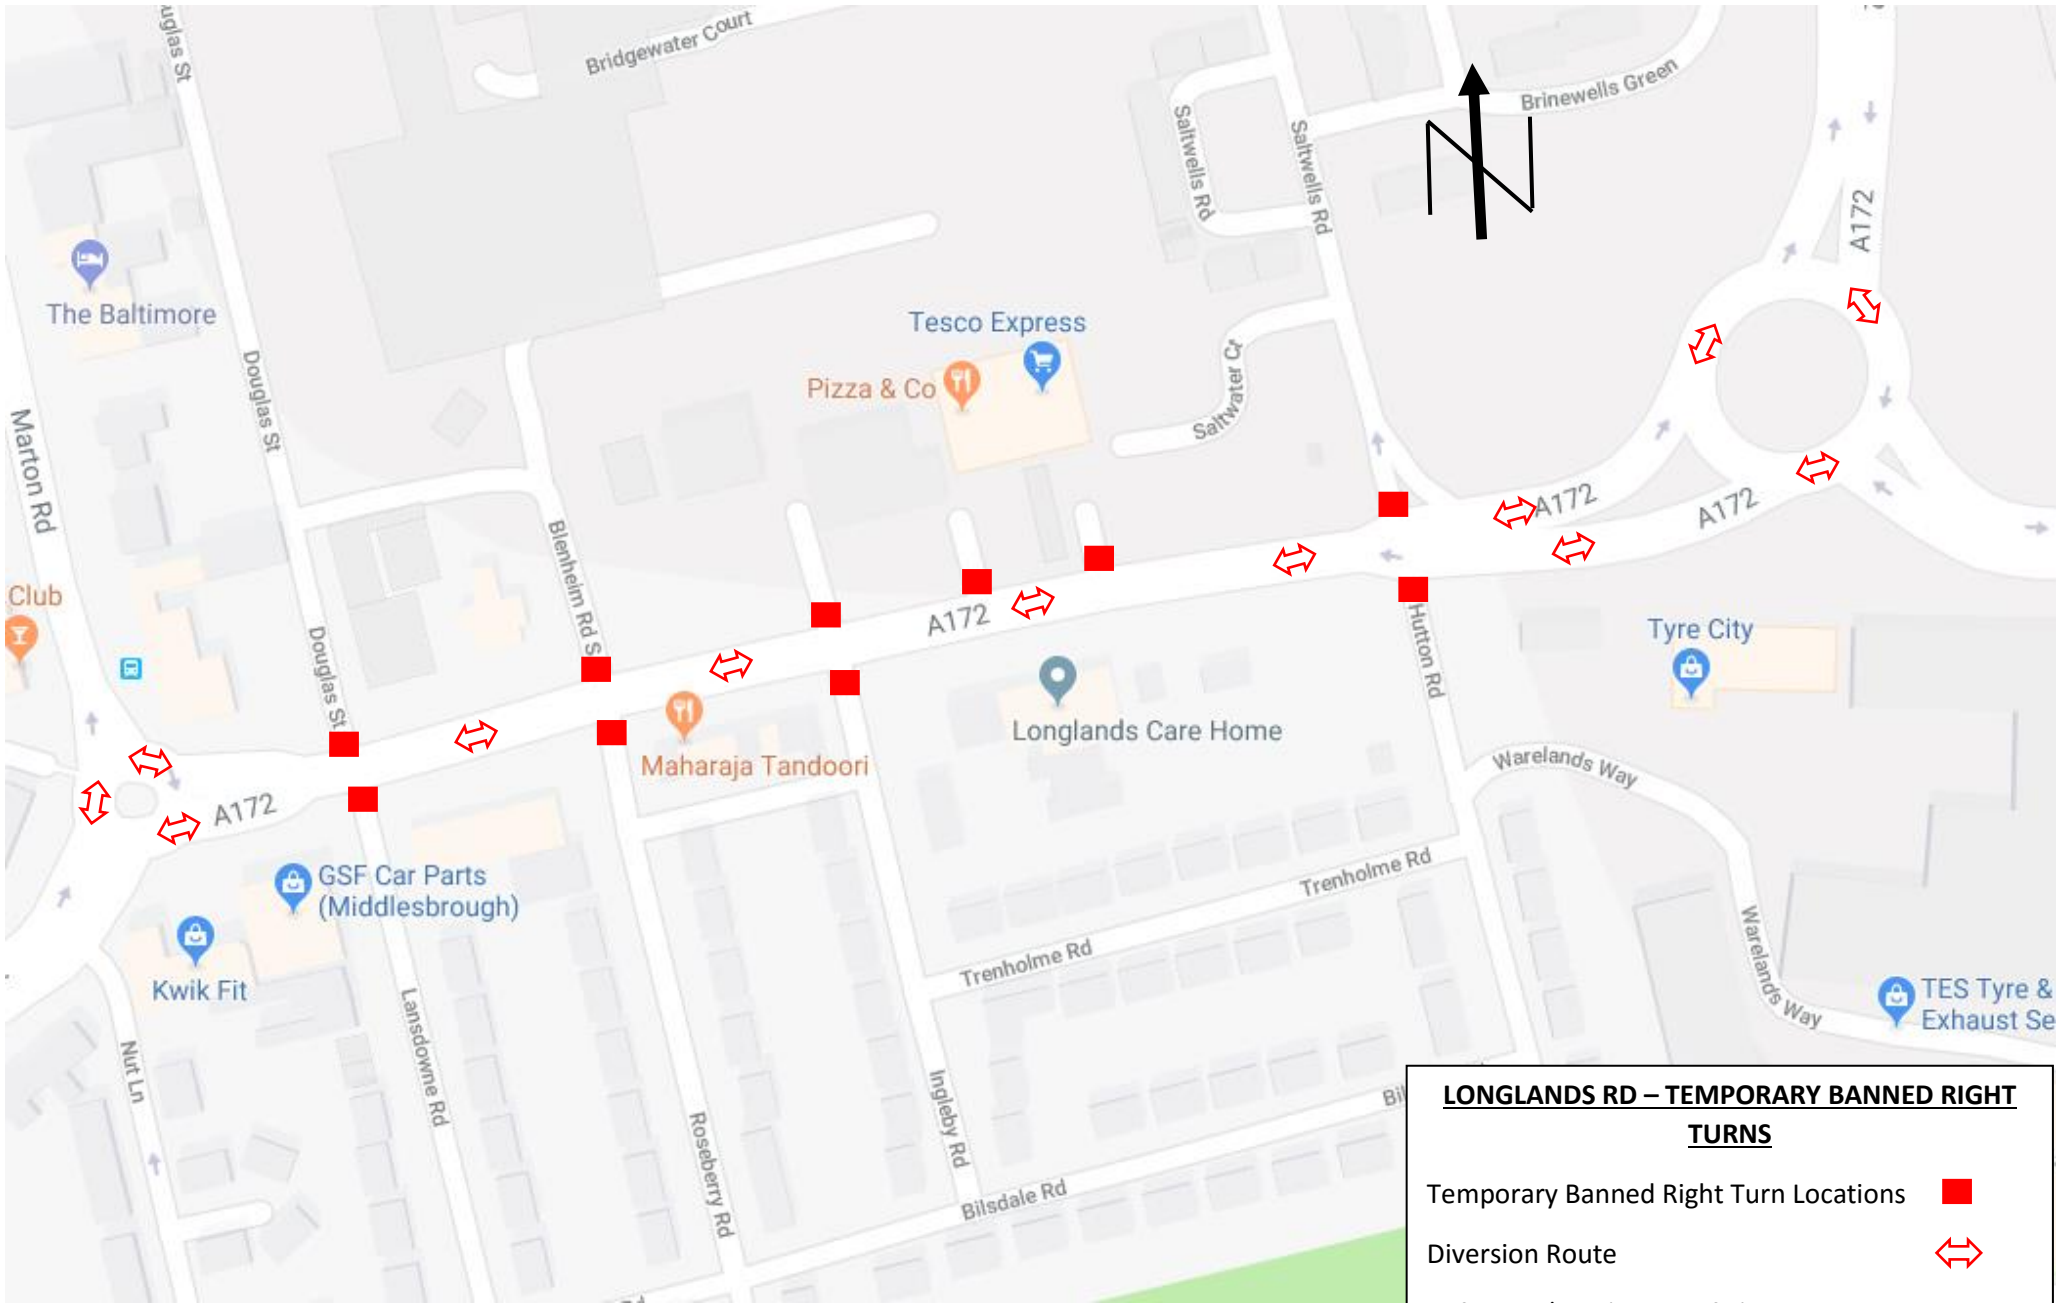 uglas St
Bridgewater Court
Brinewells Green
Saltwells Rd
Saltwells Rd
N
A172
The Baltimore
Tesco Express
Pizza & Co
Douglas St
Saltwater Ct
Marton Rd
Blenheim Rd S
A172
A172
Club
Douglas St
A172
Hutton Rd
Tyre City
Longlands Care Home
Maharaja Tandoori
Warelands Way
A172
GSF Car Parts
(Middlesbrough)
Trenholme Rd
Kwik Fit
Trenholme Rd
Warelands Way
TES Tyre &
Exhaust Se
Lansdowne Rd
Nut Ln
Ingleby Rd
Roseberry Rd
Bilsdale Rd
Bil
LONGLANDS RD – TEMPORARY BANNED RIGHT
TURNS
Temporary Banned Right Turn Locations
Diversion Route